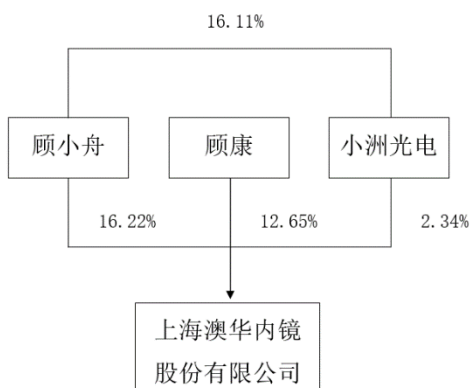 16.11%
顾小舟
顾康
小洲光电
16.22%
12.65%
2.34%
上海澳华内镜
股份有限公司